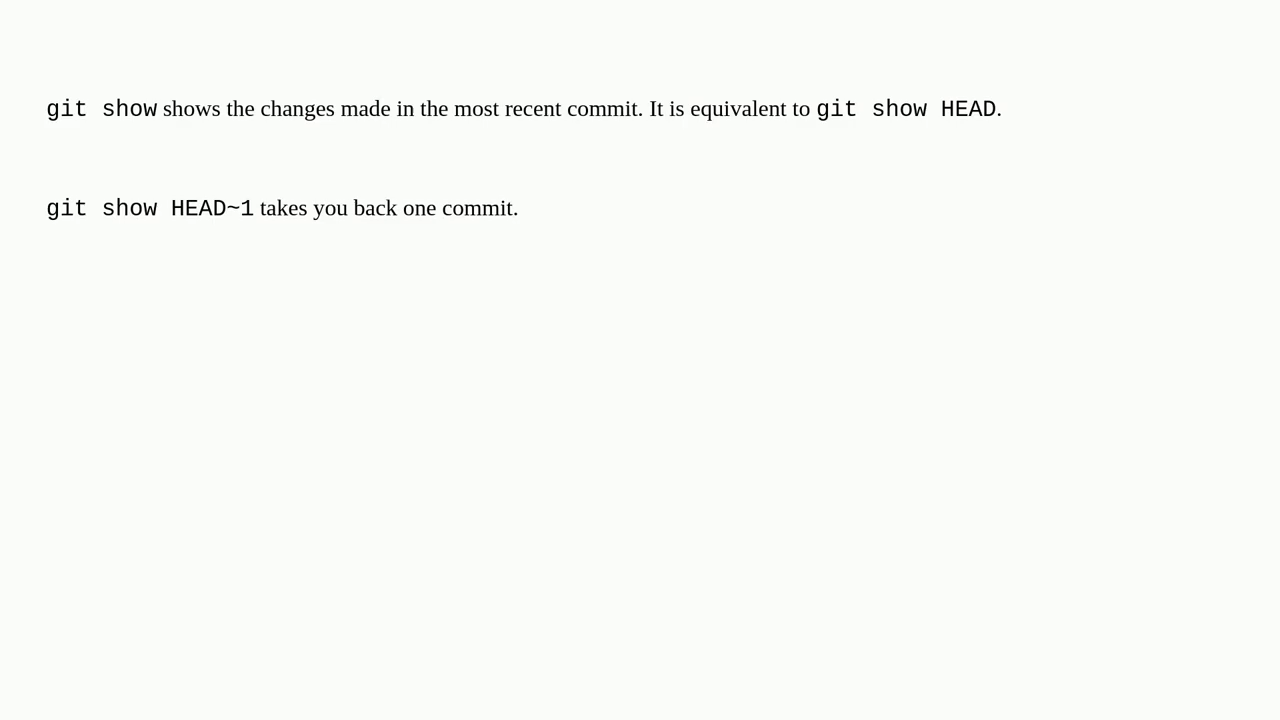 git show shows the changes made in the most recent commit. It is equivalent to git show HEAD.
git show HEAD~1 takes you back one commit.